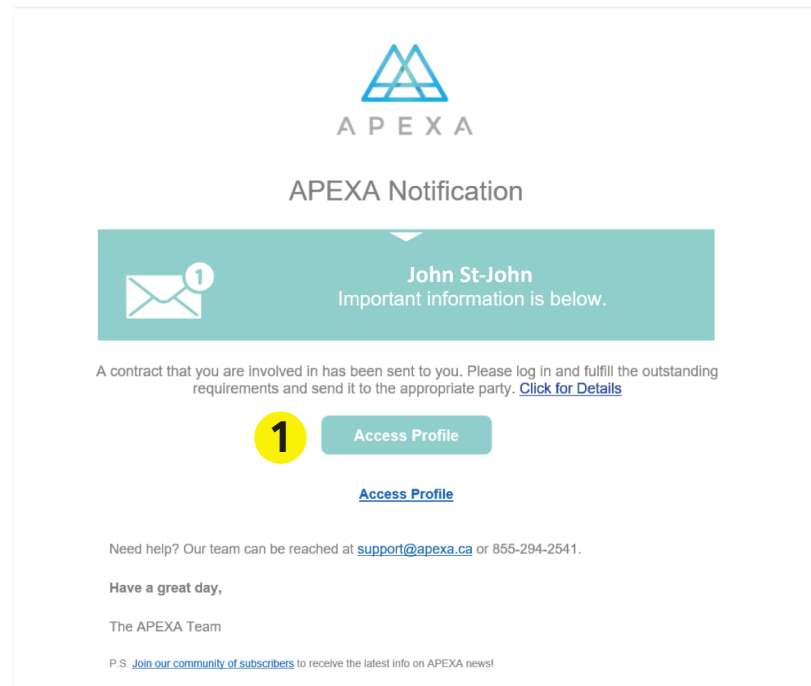 APEXA
APEXA Notification
1
John St-John
Important information is below.
A contract that you are involved in has been sent to you. Please log in and fulfill the outstanding
requirements and send it to the appropriate party. Click for Details
1
Access Profile
Access Profile
Need help? Our team can be reached at support@apexa.ca or 855-294-2541.
Have a great day,
The APEXA Team
P.S. Join our community of subscribers to receive the latest info on APEXA news!